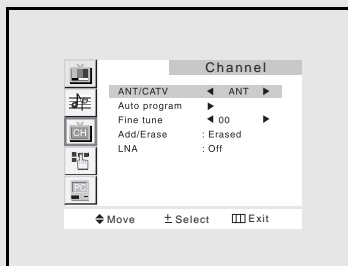 Channel
ANT/CATV ◀ ANT ▶
Auto program ▶
Fine tune ◀ 00 ▶
Add/Erase : Erased
LNA : Off
CH
PC
Move ± Select Exit